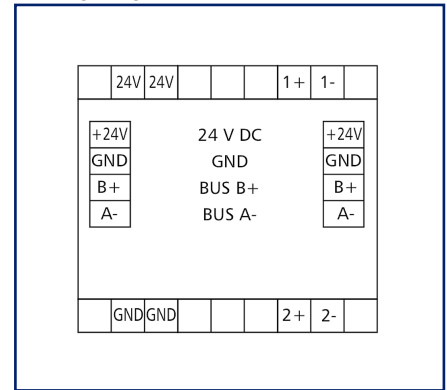 24V 24V 1+ 1-
+24V 24 V DC +24V
GND GND GND
B+ BUS B+ B+
A- BUS A- A-
GND GND 2+ 2-